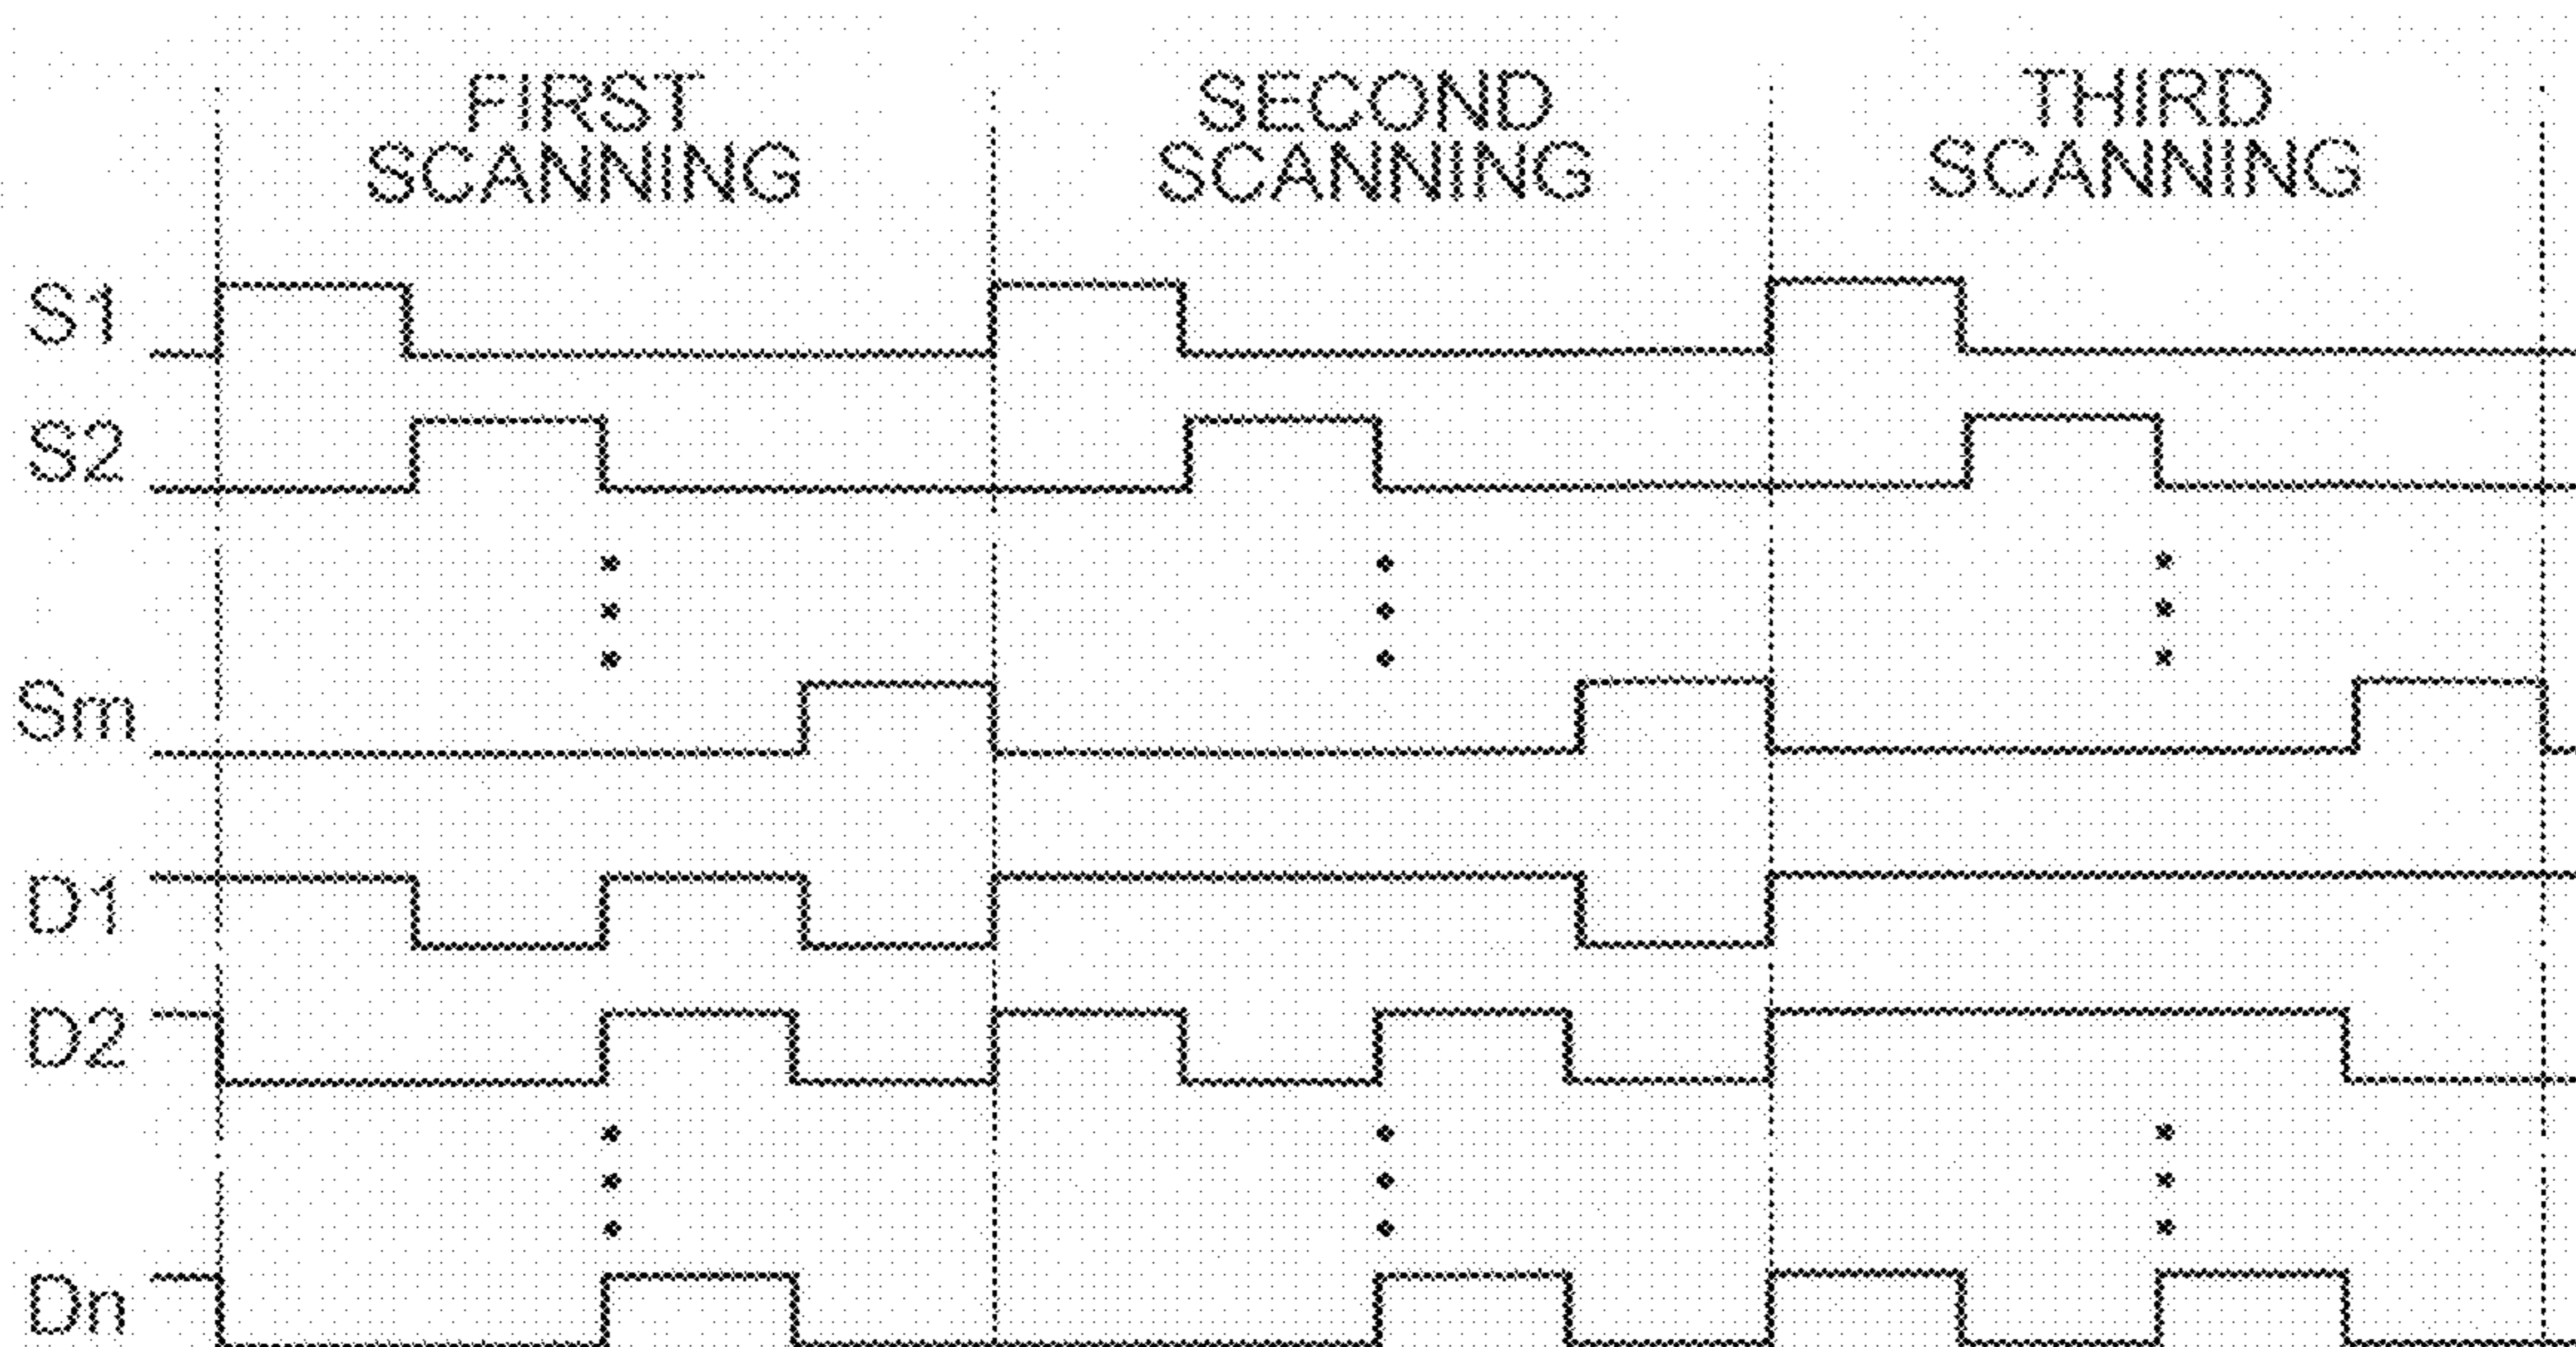 FIRST
SCANNING
SECOND
SCANNING
THIRD
SCANNING
S1
S2
Sm
D1
D2
Dn